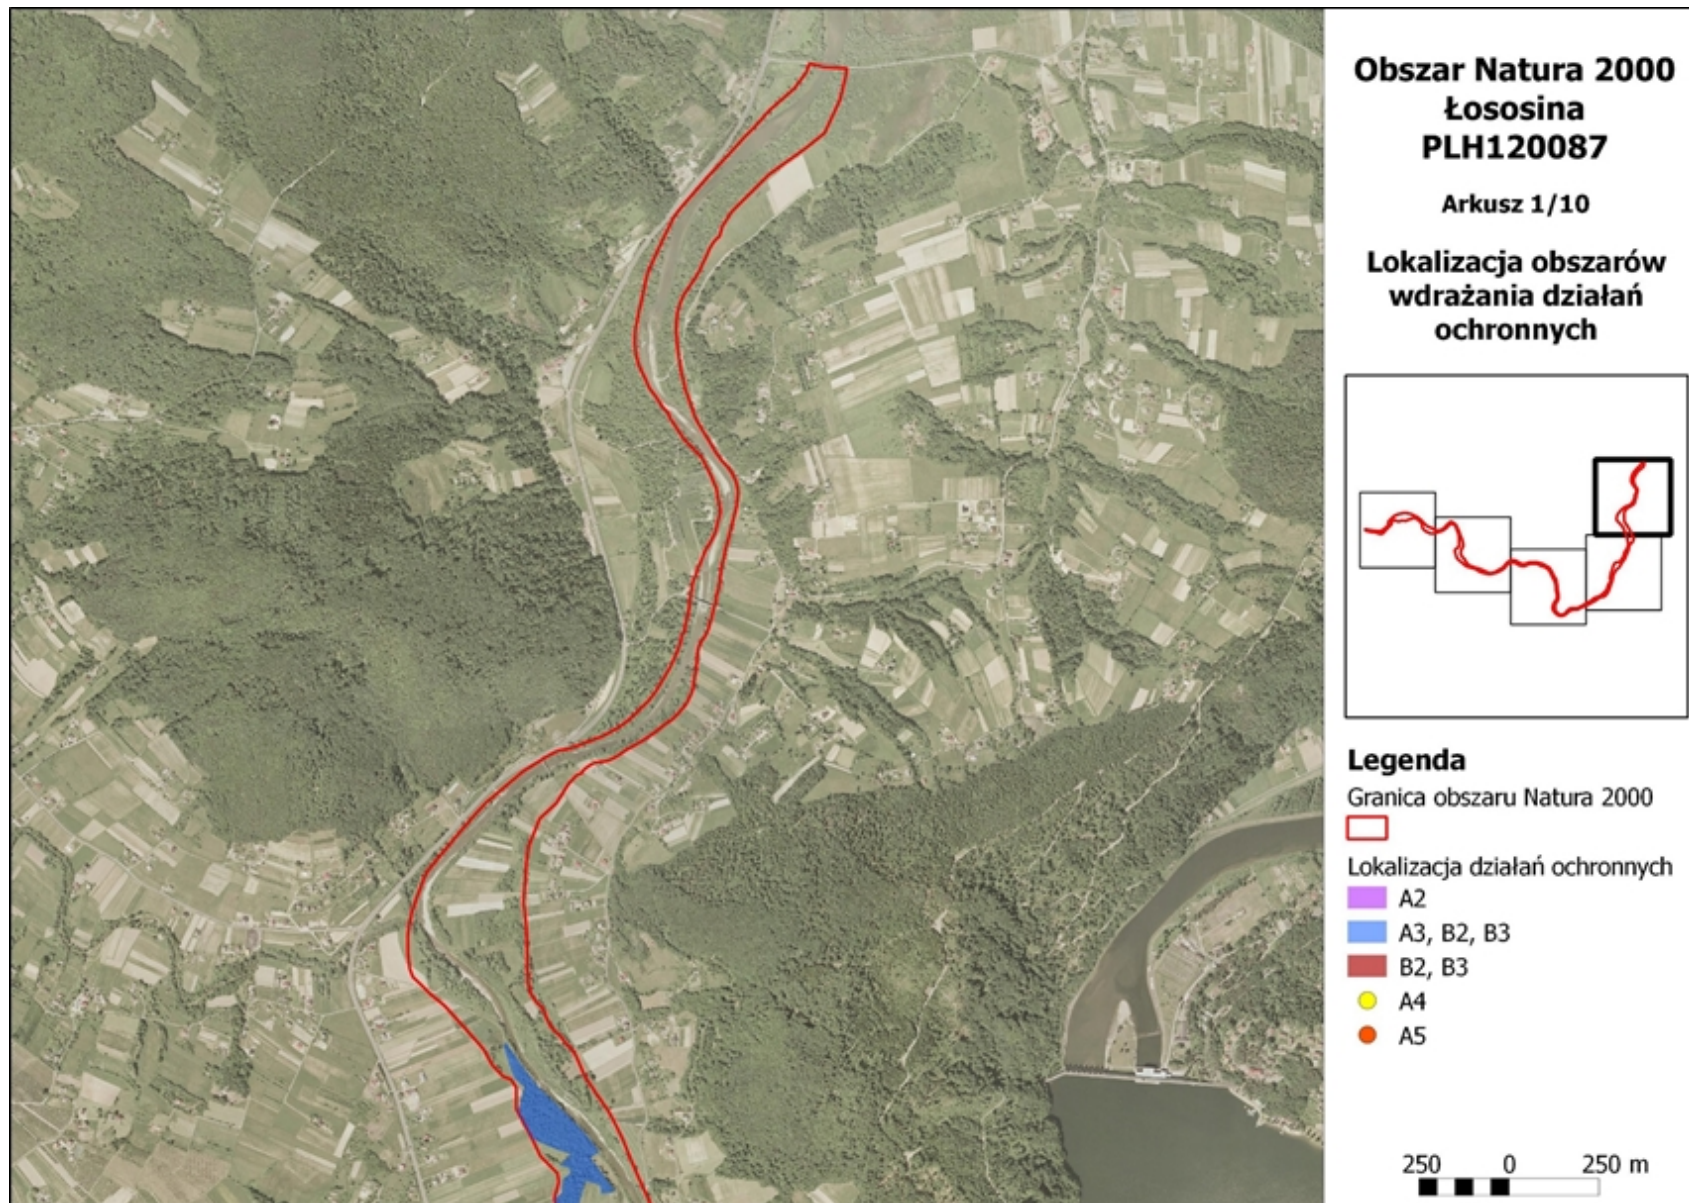 Obszar Natura 2000
Łososina
PLH120087
Arkusz 1/10
Lokalizacja obszarów
wdrażania działań
ochronnych
Legenda
Granica obszaru Natura 2000
Lokalizacja działań ochronnych
A2
A3, B2, B3
B2, B3
A4
A5
250 0 250 m